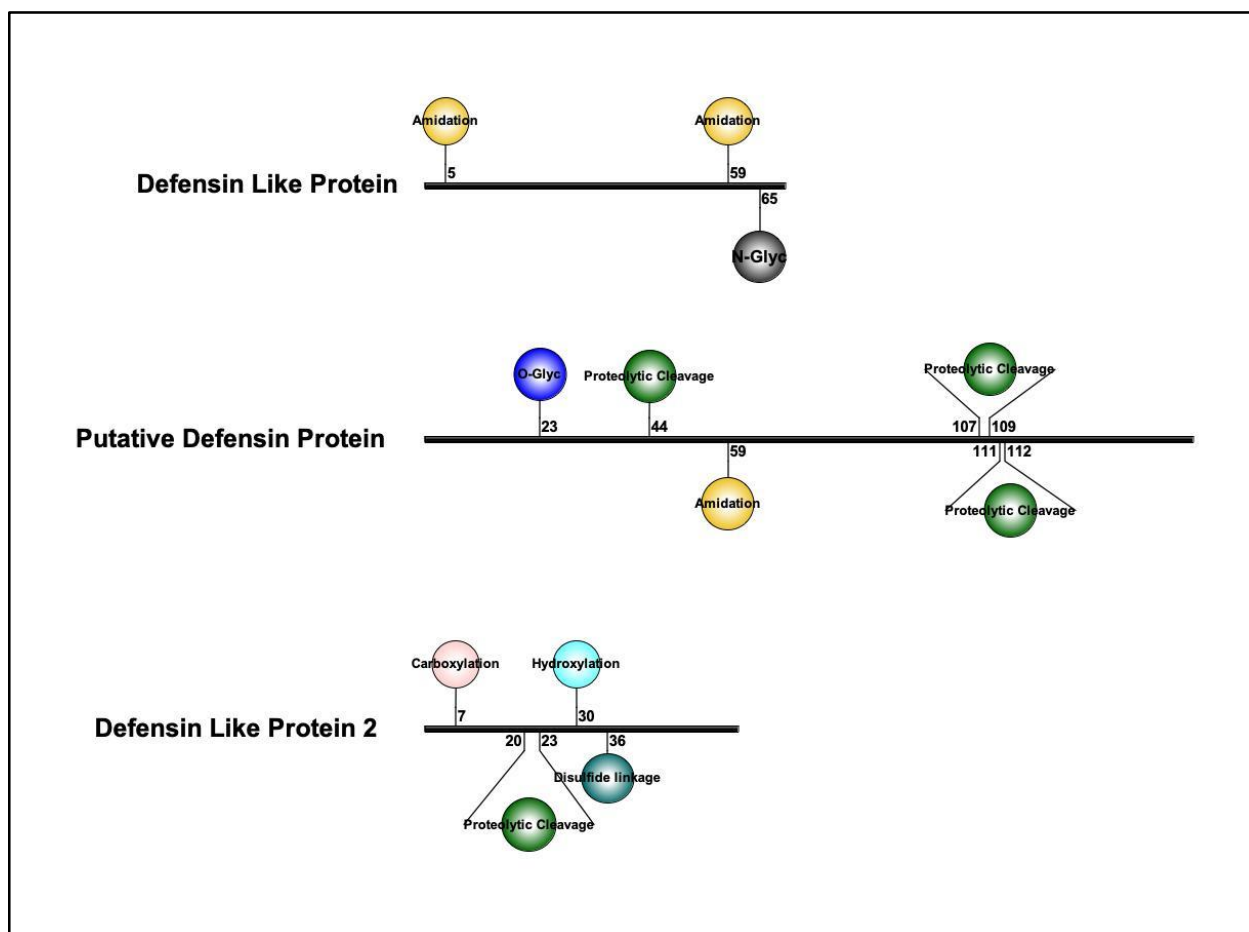 Amidation
Amidation
5
59
Defensin Like Protein
65
N-Glyc
O-Glyc
Proteolytic Cleavage
Proteolytic Cleavage
23
44
107
109
Putative Defensin Protein
59
111
112
Amidation
Proteolytic Cleavage
Carboxylation
Hydroxylation
7
30
Defensin Like Protein 2
20
23
36
Disulfide linkage
Proteolytic Cleavage